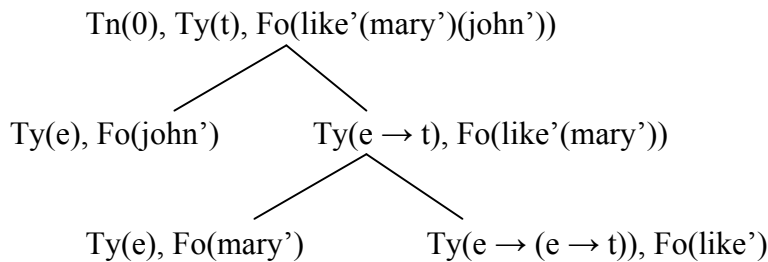 Tn(0), Ty(t), Fo(like’(mary’)(john’))
Ty(e), Fo(john’) Ty(e → t), Fo(like’(mary’))
Ty(e), Fo(mary’) Ty(e → (e → t)), Fo(like’)